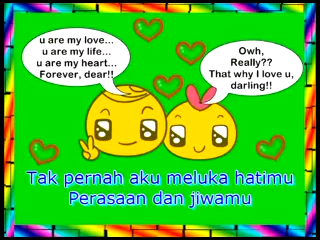 u are my love...
u are my life...
u are my heart...
Forever, dear!!
Owh,
Really??
That why I love u,
darling!!
Tak pernah aku meluka hatimu
Perasaan dan jiwamu